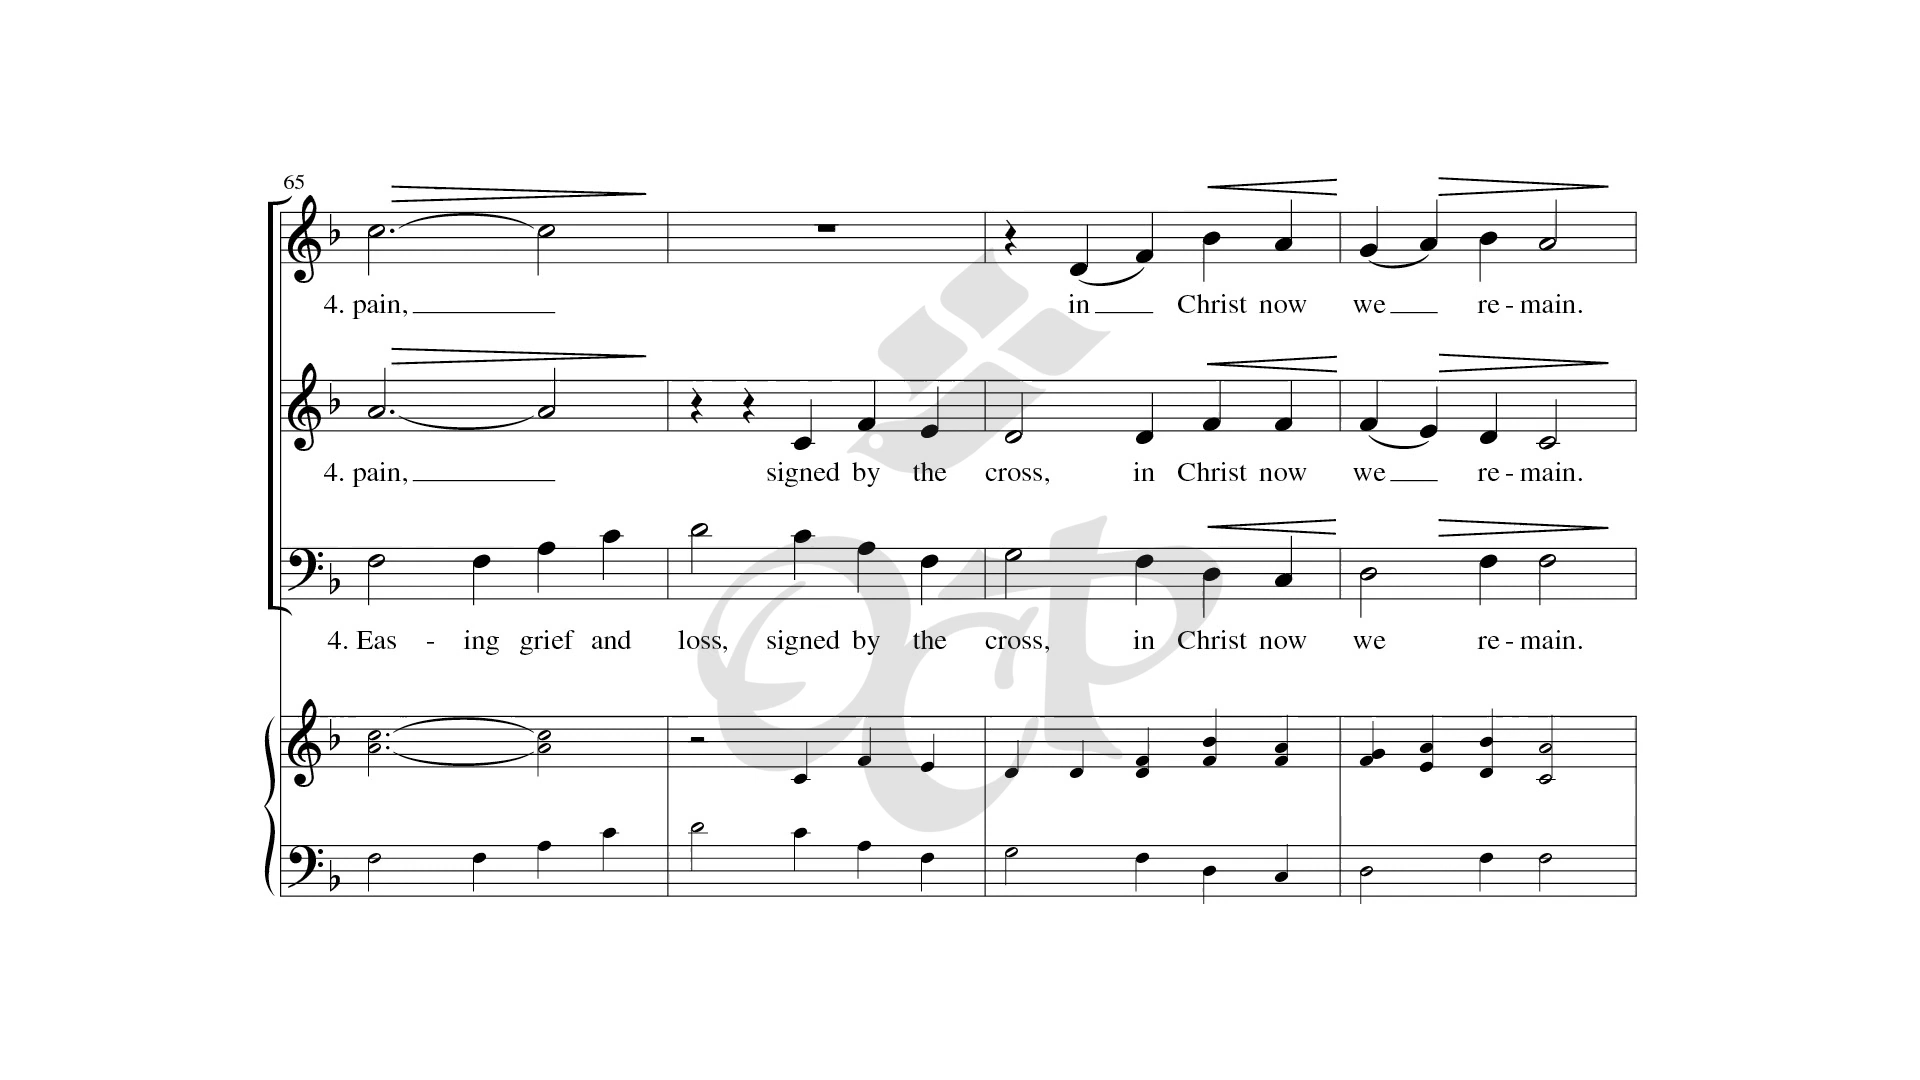 65
4. pain, in Christ now we re - main.
4. pain, signed by the cross, in Christ now we re - main.
4. Eas - ing grief and loss, signed by the cross, in Christ now we re - main.
ocp